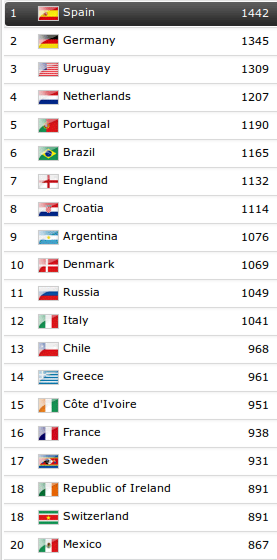 1 Spain 1442
2 Germany 1345
3 Uruguay 1309
4 Netherlands 1207
5 Portugal 1190
6 Brazil 1165
7 England 1132
8 Croatia 1114
9 Argentina 1076
10 Denmark 1069
11 Russia 1049
12 Italy 1041
13 Chile 968
14 Greece 961
15 Côte d'Ivoire 951
16 France 938
17 Sweden 931
18 Republic of Ireland 891
18 Switzerland 891
20 Mexico 867